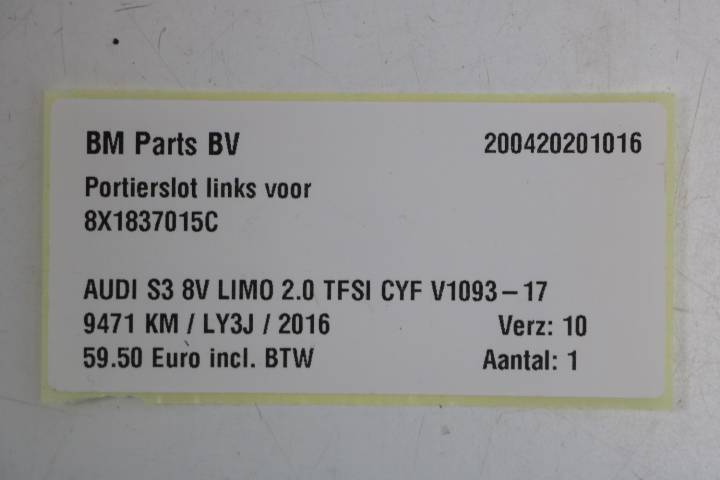 BM Parts BV 200420201016
Portierslot links voor
8X1837015C
AUDI S3 8V LIMO 2.0 TFSI CYF V1093-17
9471 KM / LY3J / 2016 Verz: 10
59.50 Euro incl. BTW Aantal: 1